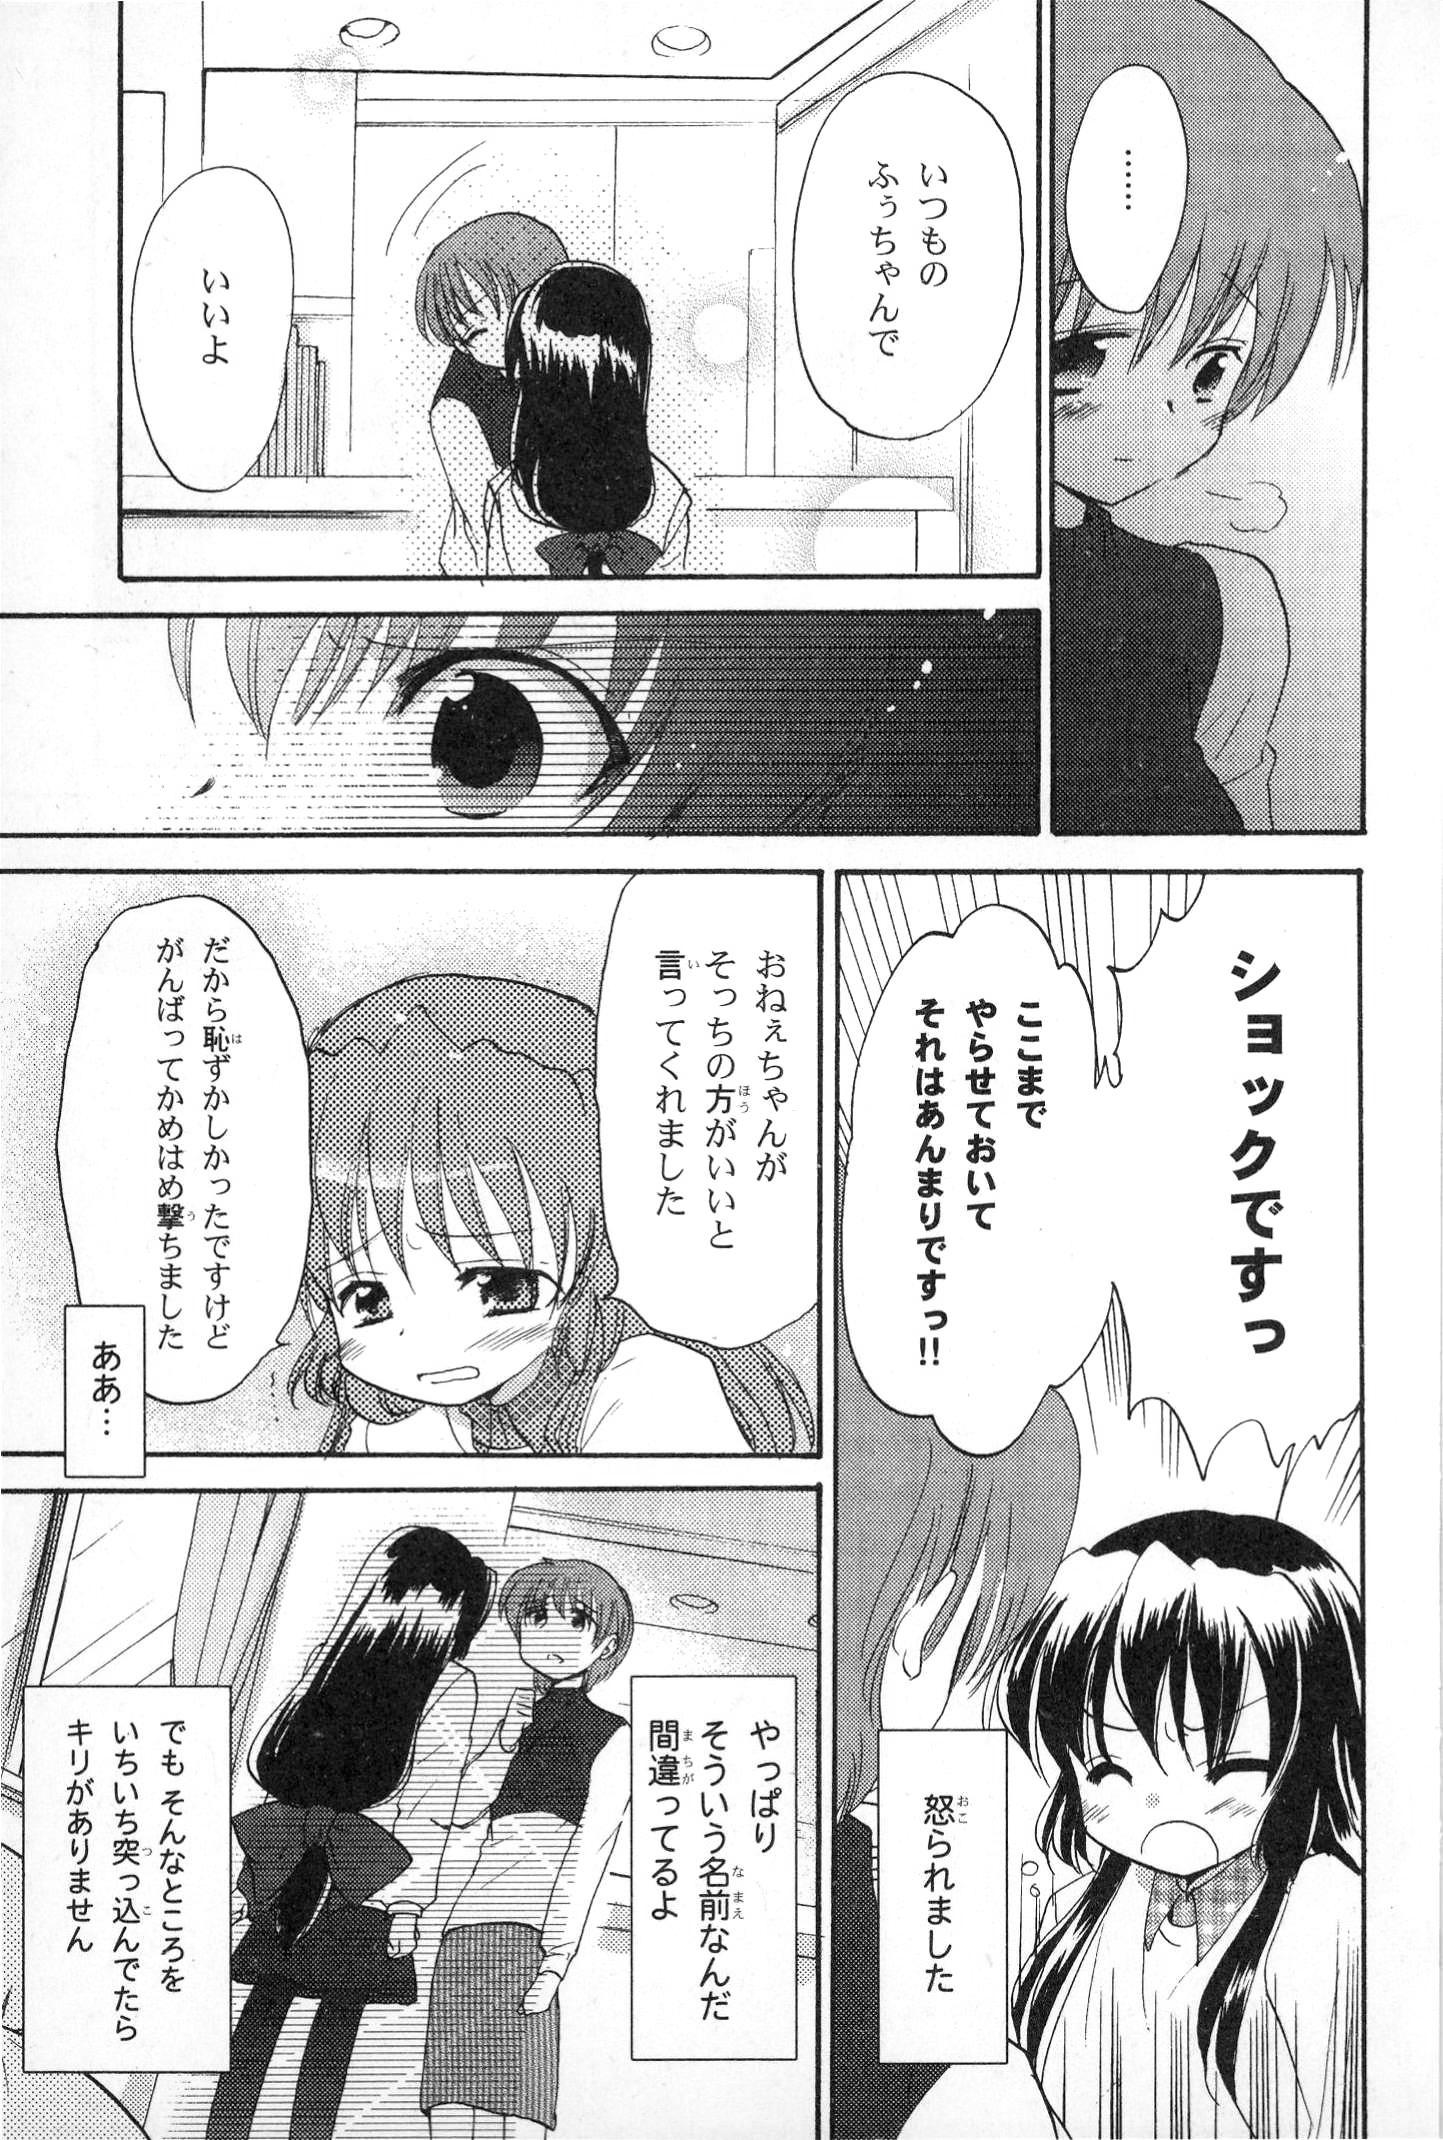 ……
いつもの
ふぅちゃんで
いいよ
ショックですっ
ここまで
やらせておいて
それはあんまりですっ!!
怒られました
おねぇちゃんが
そっちの方がいいと
言ってくれました
だから恥ずかしかったですけど
がんばってかめはめ撃ちました
ああ…
やっぱり
そういう名前なんだ
間違ってるよ
でも そんなところを
いちいち突っ込んでたら
キリがありません